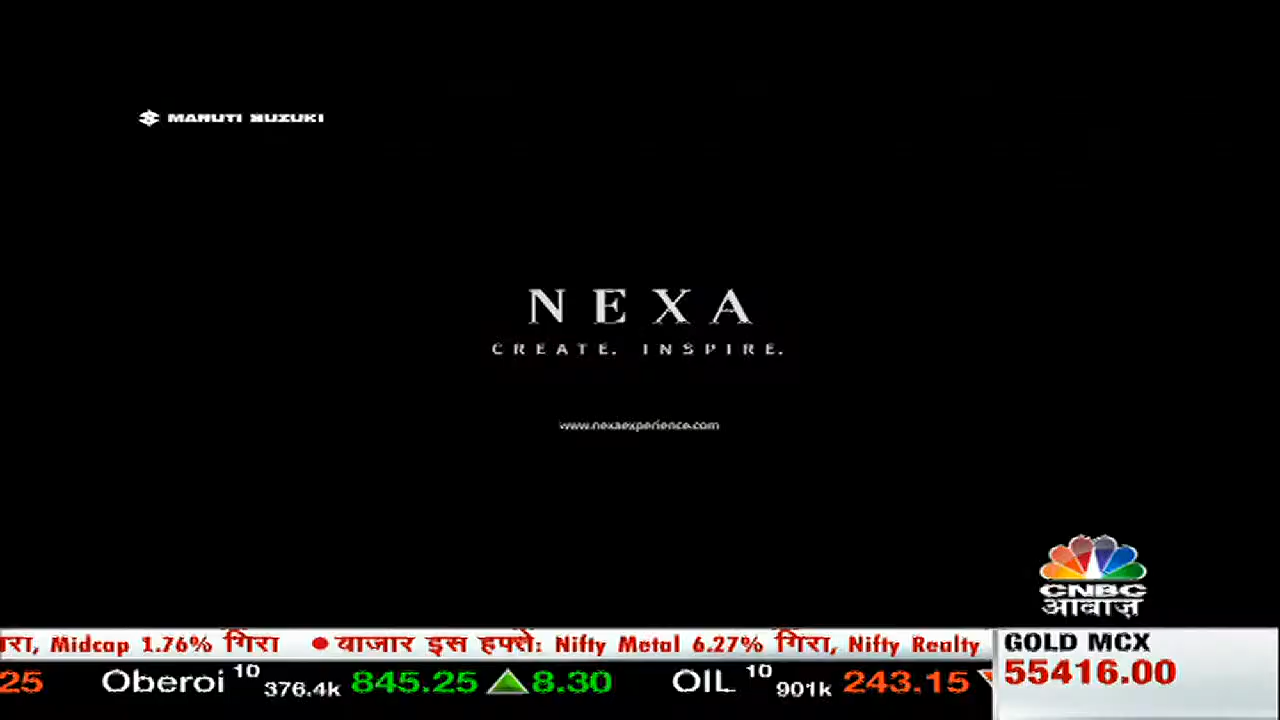 MARUTI SUZUKI
NEXA
CREATE. INSPIRE.
www.nexaexperience.com
CNBC
आवाज़
रा, Midcap 1.76% गिरा • बाजार इस हफ्ते: Nifty Metal 6.27% गिरा, Nifty Realty
GOLD MCX
55416.00
25 Oberoi 10 376.4k 845.25 8.30 OIL 10 901k 243.15